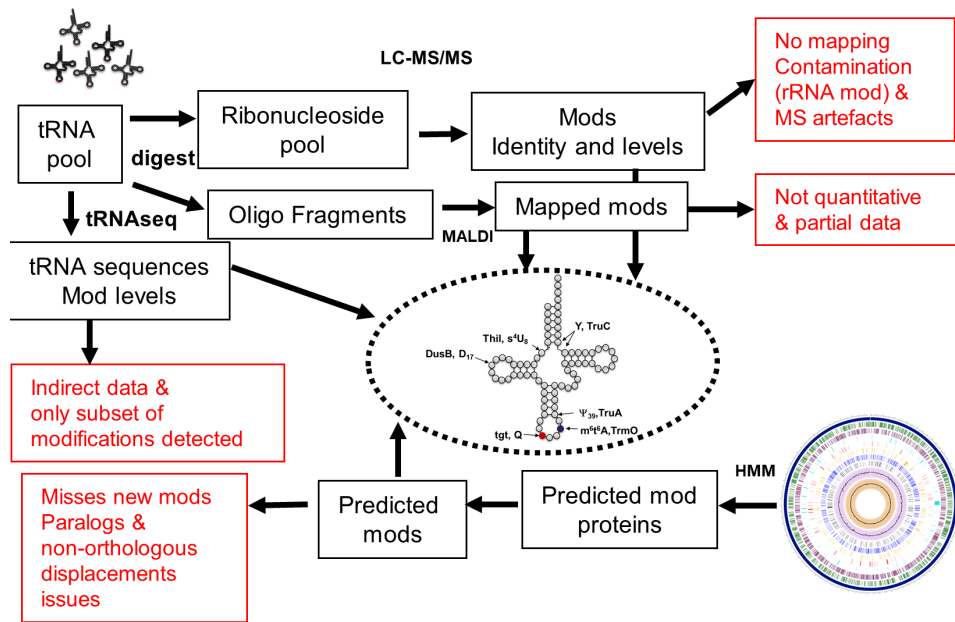 LC-MS/MS
No mapping
Contamination
(rRNA mod) &
MS artefacts
tRNA
pool
digest
Ribonucleoside
pool
Mods
Identity and levels
tRNAseq
Oligo Fragments
MALDI
Mapped mods
Not quantitative
& partial data
tRNA sequences
Mod levels
Indirect data &
only subset of
modifications detected
ThiI, s⁴U₈
Y, TruC
DusB, D₁₇
Ψ₃₉,TruA
tgt, Q
m⁶t⁶A,TrmO
HMM
Misses new mods
Paralogs &
non-orthologous
displacements
issues
Predicted
mods
Predicted mod
proteins